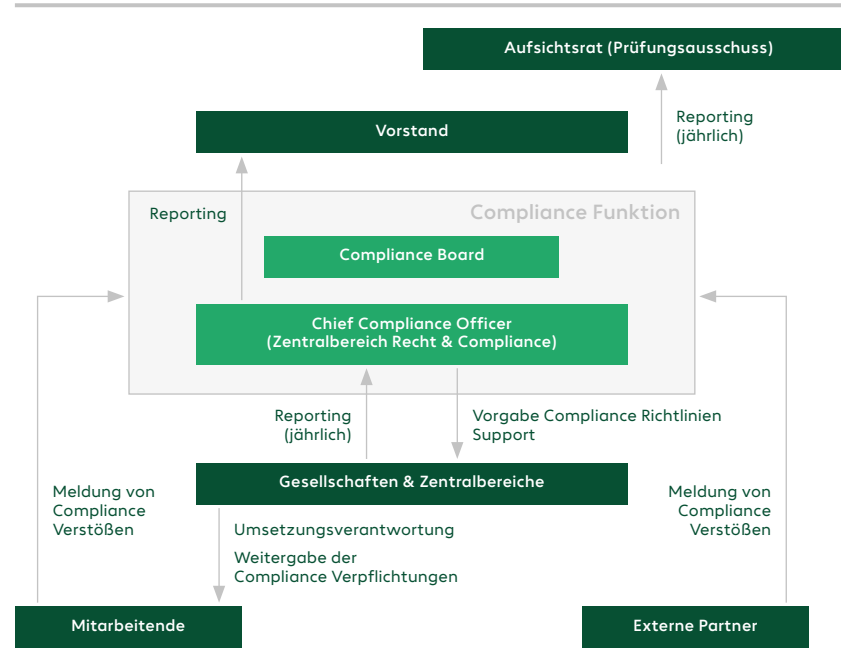 Aufsichtsrat (Prüfungsausschuss)
Reporting
(jährlich)
Vorstand
Reporting
Compliance Funktion
Compliance Board
Chief Compliance Officer
(Zentralbereich Recht & Compliance)
Reporting
(jährlich)
Vorgabe Compliance Richtlinien
Support
Gesellschaften & Zentralbereiche
Meldung von
Compliance
Verstößen
Umsetzungsverantwortung
Weitergabe der
Compliance Verpflichtungen
Meldung von
Compliance
Verstößen
Mitarbeitende
Externe Partner